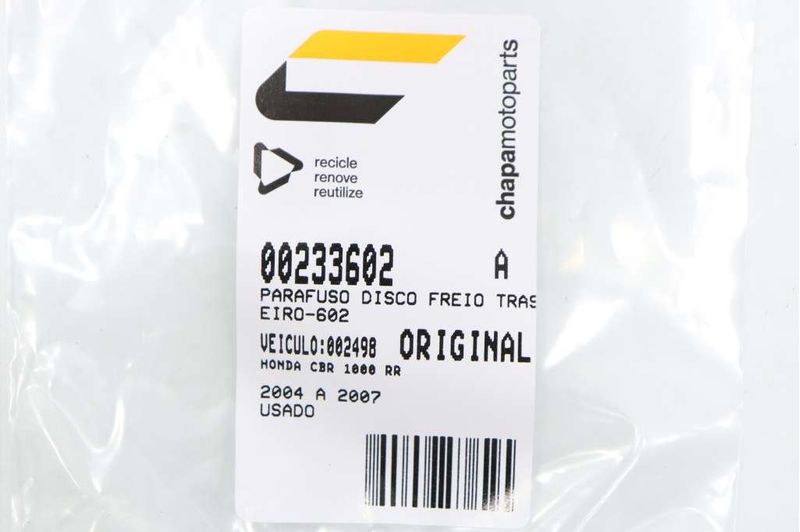 chapamotoparts
recicle
renove
reutilize
00233602 A
PARAFUSO DISCO FREIO TRAS
EIRO-602
VEICULO:002498 ORIGINAL
HONDA CBR 1000 RR
2004 A 2007
USADO